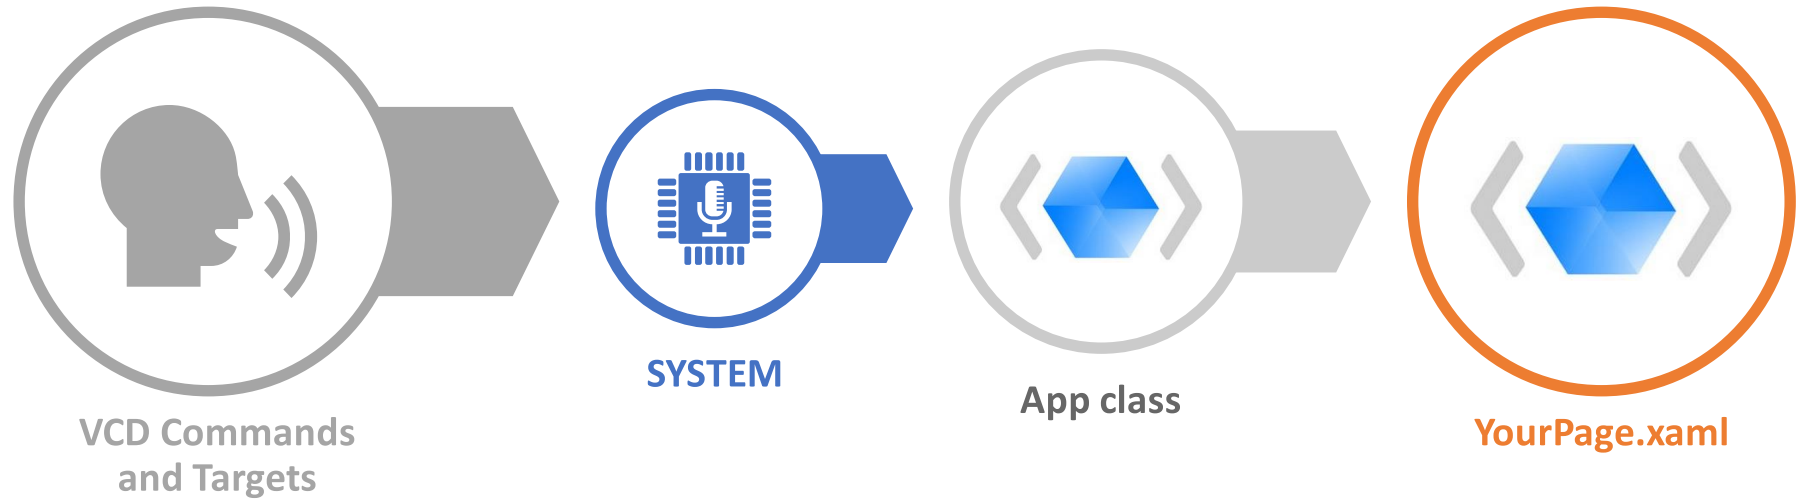 VCD Commands
and Targets
SYSTEM
App class
YourPage.xaml